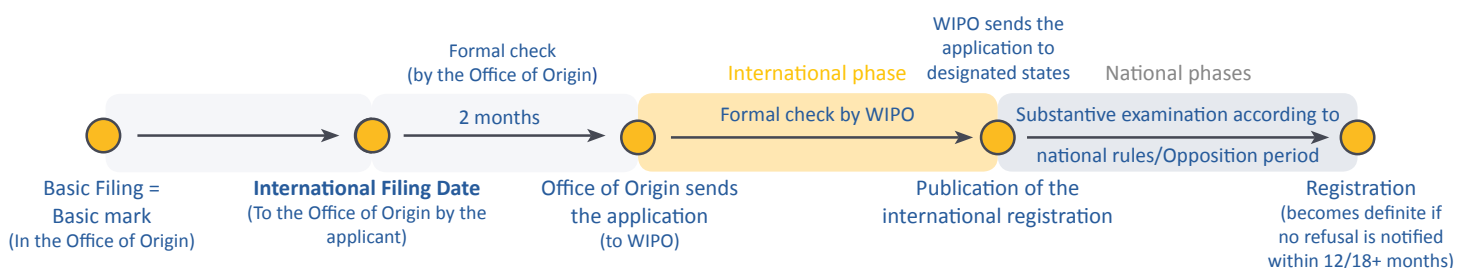 Formal check
(by the Office of Origin)
International phase
WIPO sends the
application to
designated states
National phases
2 months
Formal check by WIPO
Substantive examination according to
national rules/Opposition period
Basic Filing =
Basic mark
(In the Office of Origin)
International Filing Date
(To the Office of Origin by the
applicant)
Office of Origin sends
the application
(to WIPO)
Publication of the
international registration
Registration
(becomes definite if
no refusal is notified
within 12/18+ months)